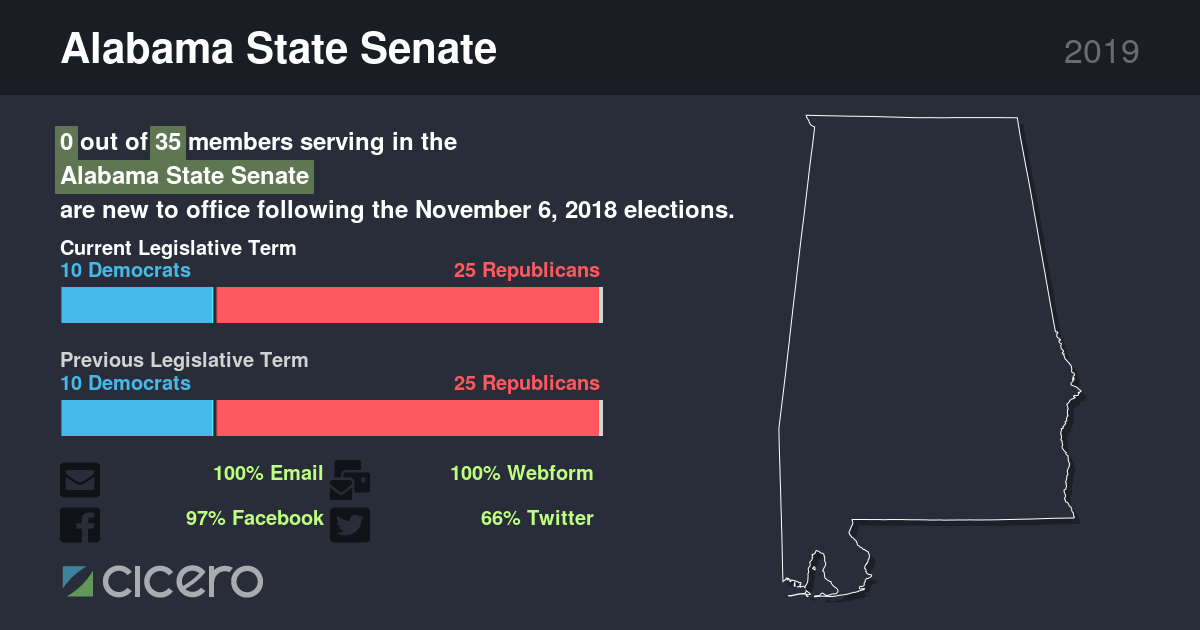 Alabama State Senate
2019
0 out of 35 members serving in the
Alabama State Senate
are new to office following the November 6, 2018 elections.
Current Legislative Term
10 Democrats 25 Republicans
Previous Legislative Term
10 Democrats 25 Republicans
100% Email 100% Webform
97% Facebook 66% Twitter
cicero